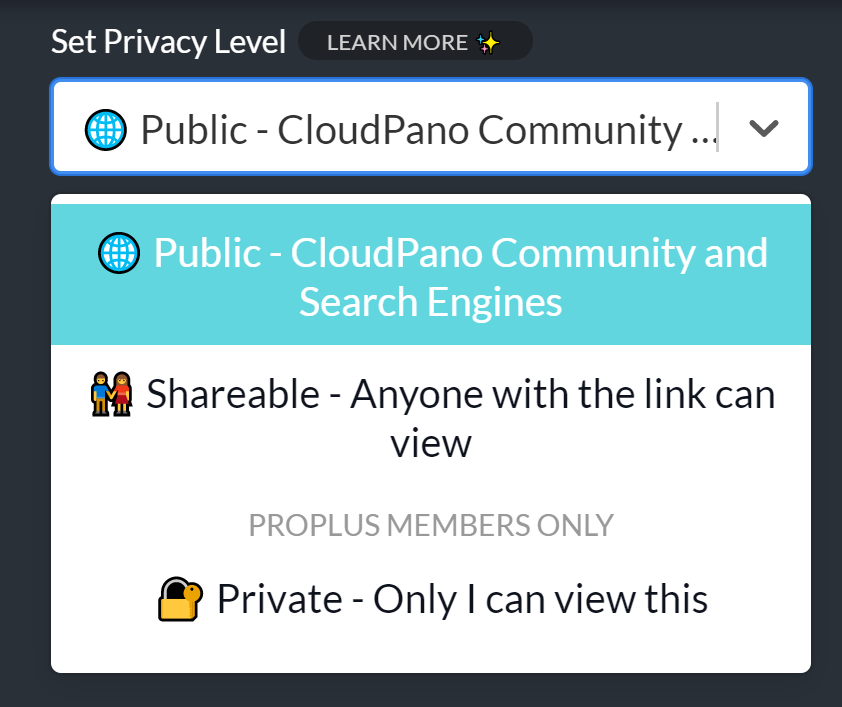 Set Privacy Level LEARN MORE
Public - CloudPano Community ...
Public - CloudPano Community and
Search Engines
Shareable - Anyone with the link can
view
PROPLUS MEMBERS ONLY
Private - Only I can view this